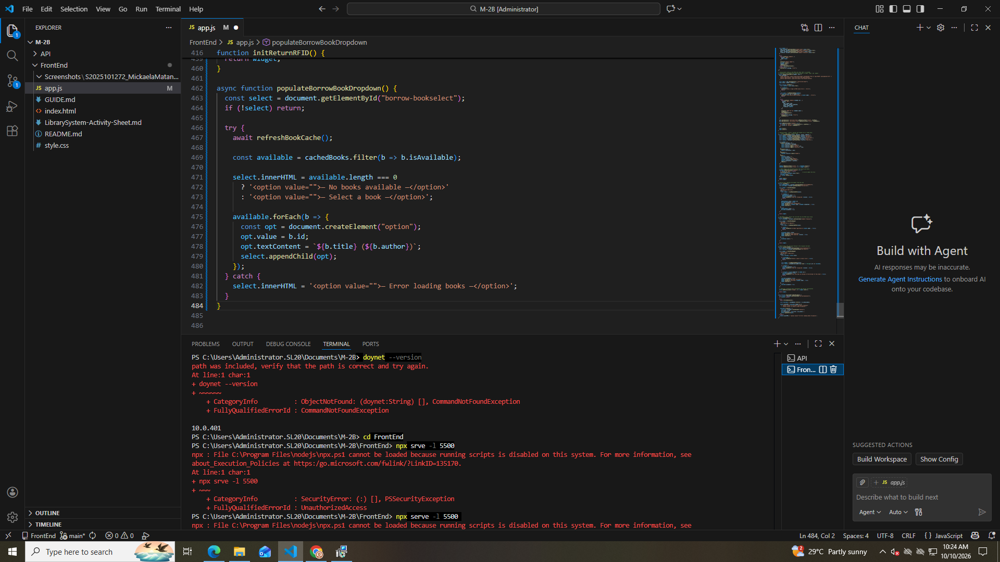 File Edit Selection View Go Run Terminal Help
M-2B [Administrator]
EXPLORER
M-2B
API
FrontEnd
Screenshots\S2025101272_MickaelaMatan...
JS app.js M
GUIDE.md
index.html
LibrarySystem-Activity-Sheet.md
README.md
style.css
OUTLINE
TIMELINE
JS app.js M
FrontEnd > JS app.js > populateBorrowBookDropdown
416 function initReturnRFID() {
459 return widget;
460 }
461
462 async function populateBorrowBookDropdown() {
463 const select = document.getElementById("borrow-bookselect");
464 if (!select) return;
465
466 try {
467 await refreshBookCache();
468
469 const available = cachedBooks.filter(b => b.isAvailable);
470
471 select.innerHTML = available.length === 0
472 ? '<option value="">— No books available —</option>'
473 : '<option value="">— Select a book —</option>';
474
475 available.forEach(b => {
476 const opt = document.createElement("option");
477 opt.value = b.id;
478 opt.textContent = `${b.title} (${b.author})`;
479 select.appendChild(opt);
480 });
481 } catch {
482 select.innerHTML = '<option value="">— Error loading books —</option>';
483 }
484 }
485
486
PROBLEMS OUTPUT DEBUG CONSOLE TERMINAL PORTS
PS C:\Users\Administrator.SL20\Documents\M-2B> doynet --version
path was included, verify that the path is correct and try again.
At line:1 char:1
+ doynet --version
+ ~~~~~~
+ CategoryInfo : ObjectNotFound: (doynet:String) [], CommandNotFoundException
+ FullyQualifiedErrorId : CommandNotFoundException
10.0.401
PS C:\Users\Administrator.SL20\Documents\M-2B> cd FrontEnd
PS C:\Users\Administrator.SL20\Documents\M-2B\FrontEnd> npx srve -l 5500
npx : File C:\Program Files\nodejs\npx.ps1 cannot be loaded because running scripts is disabled on this system. For more information, see
about_Execution_Policies at https:/go.microsoft.com/fwlink/?LinkID=135170.
At line:1 char:1
+ npx srve -l 5500
+ ~~~
+ CategoryInfo : SecurityError: (:) [], PSSecurityException
+ FullyQualifiedErrorId : UnauthorizedAccess
PS C:\Users\Administrator.SL20\Documents\M-2B\FrontEnd> npx serve -l 5500
npx : File C:\Program Files\nodejs\npx.ps1 cannot be loaded because running scripts is disabled on this system. For more information, see
API
Fron...
CHAT
Build with Agent
AI responses may be inaccurate.
Generate Agent Instructions to onboard AI
onto your codebase.
SUGGESTED ACTIONS
Build Workspace Show Config
+ JS app.js
Describe what to build next
Agent Auto
FrontEnd main* 0 0
Ln 484, Col 2 Spaces: 4 UTF-8 CRLF {} JavaScript
Type here to search
2
29°C Partly sunny
10:24 AM
10/10/2026